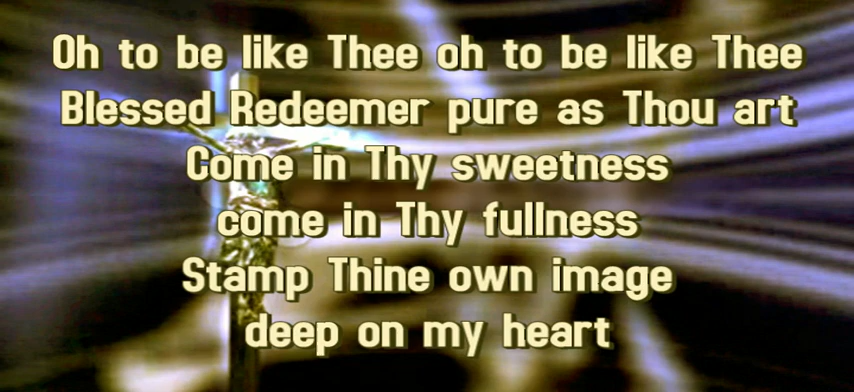 Oh to be like Thee oh to be like Thee
Blessed Redeemer pure as Thou art
Come in Thy sweetness
come in Thy fullness
Stamp Thine own image
deep on my heart